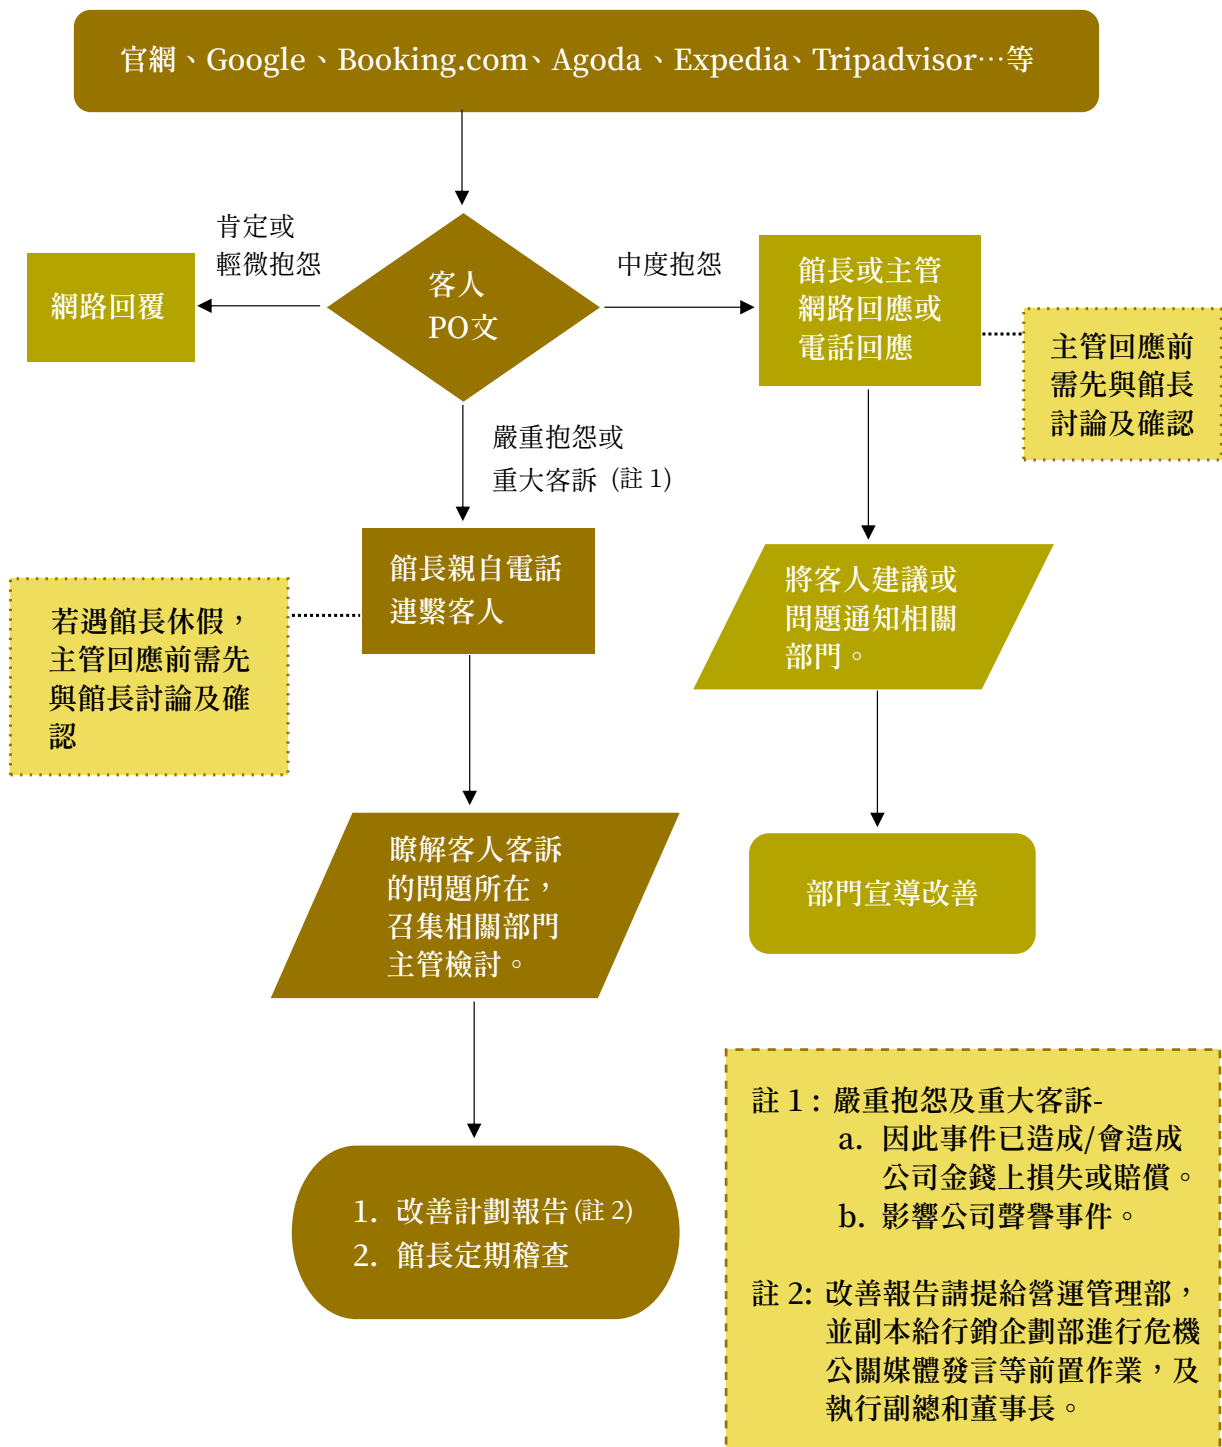 官網、Google、Booking.com、Agoda、Expedia、Tripadvisor…等
肯定或
輕微抱怨
網路回覆
客人
PO文
中度抱怨
館長或主管
網路回應或
電話回應
主管回應前
需先與館長
討論及確認
嚴重抱怨或
重大客訴 (註 1)
館長親自電話
連繫客人
若遇館長休假，
主管回應前需先
與館長討論及確
認
將客人建議或
問題通知相關
部門。
瞭解客人客訴
的問題所在，
召集相關部門
主管檢討。
部門宣導改善
1. 改善計劃報告(註 2)
2. 館長定期稽查
註 1：嚴重抱怨及重大客訴-
a. 因此事件已造成/會造成
公司金錢上損失或賠償。
b. 影響公司聲譽事件。
註 2: 改善報告請提給營運管理部，
並副本給行銷企劃部進行危機
公關媒體發言等前置作業，及
執行副總和董事長。